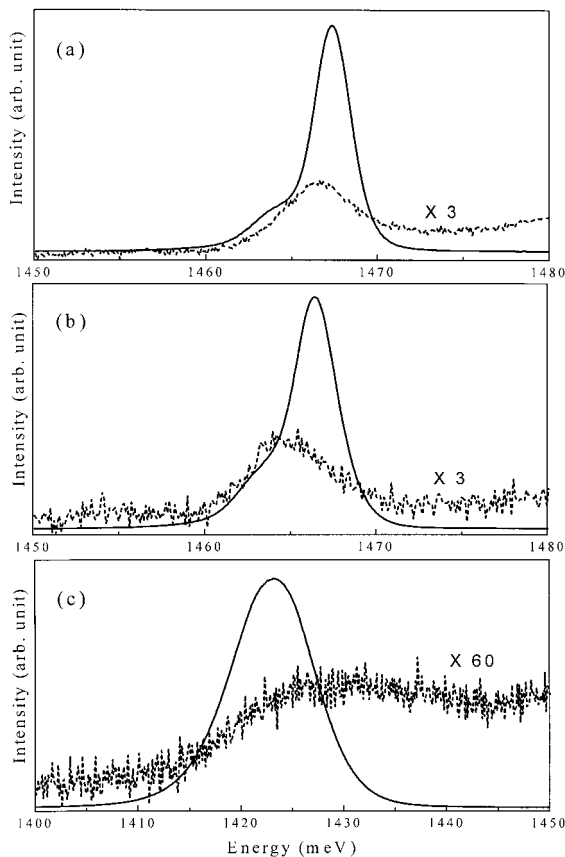 Intensity (arb. unit)
(a)
X 3
1450 1460 1470 1480
Intensity (arb. unit)
(b)
X 3
1450 1460 1470 1480
Intensity (arb. unit)
(c)
X 60
1400 1410 1420 1430 1440 1450
Energy (meV)